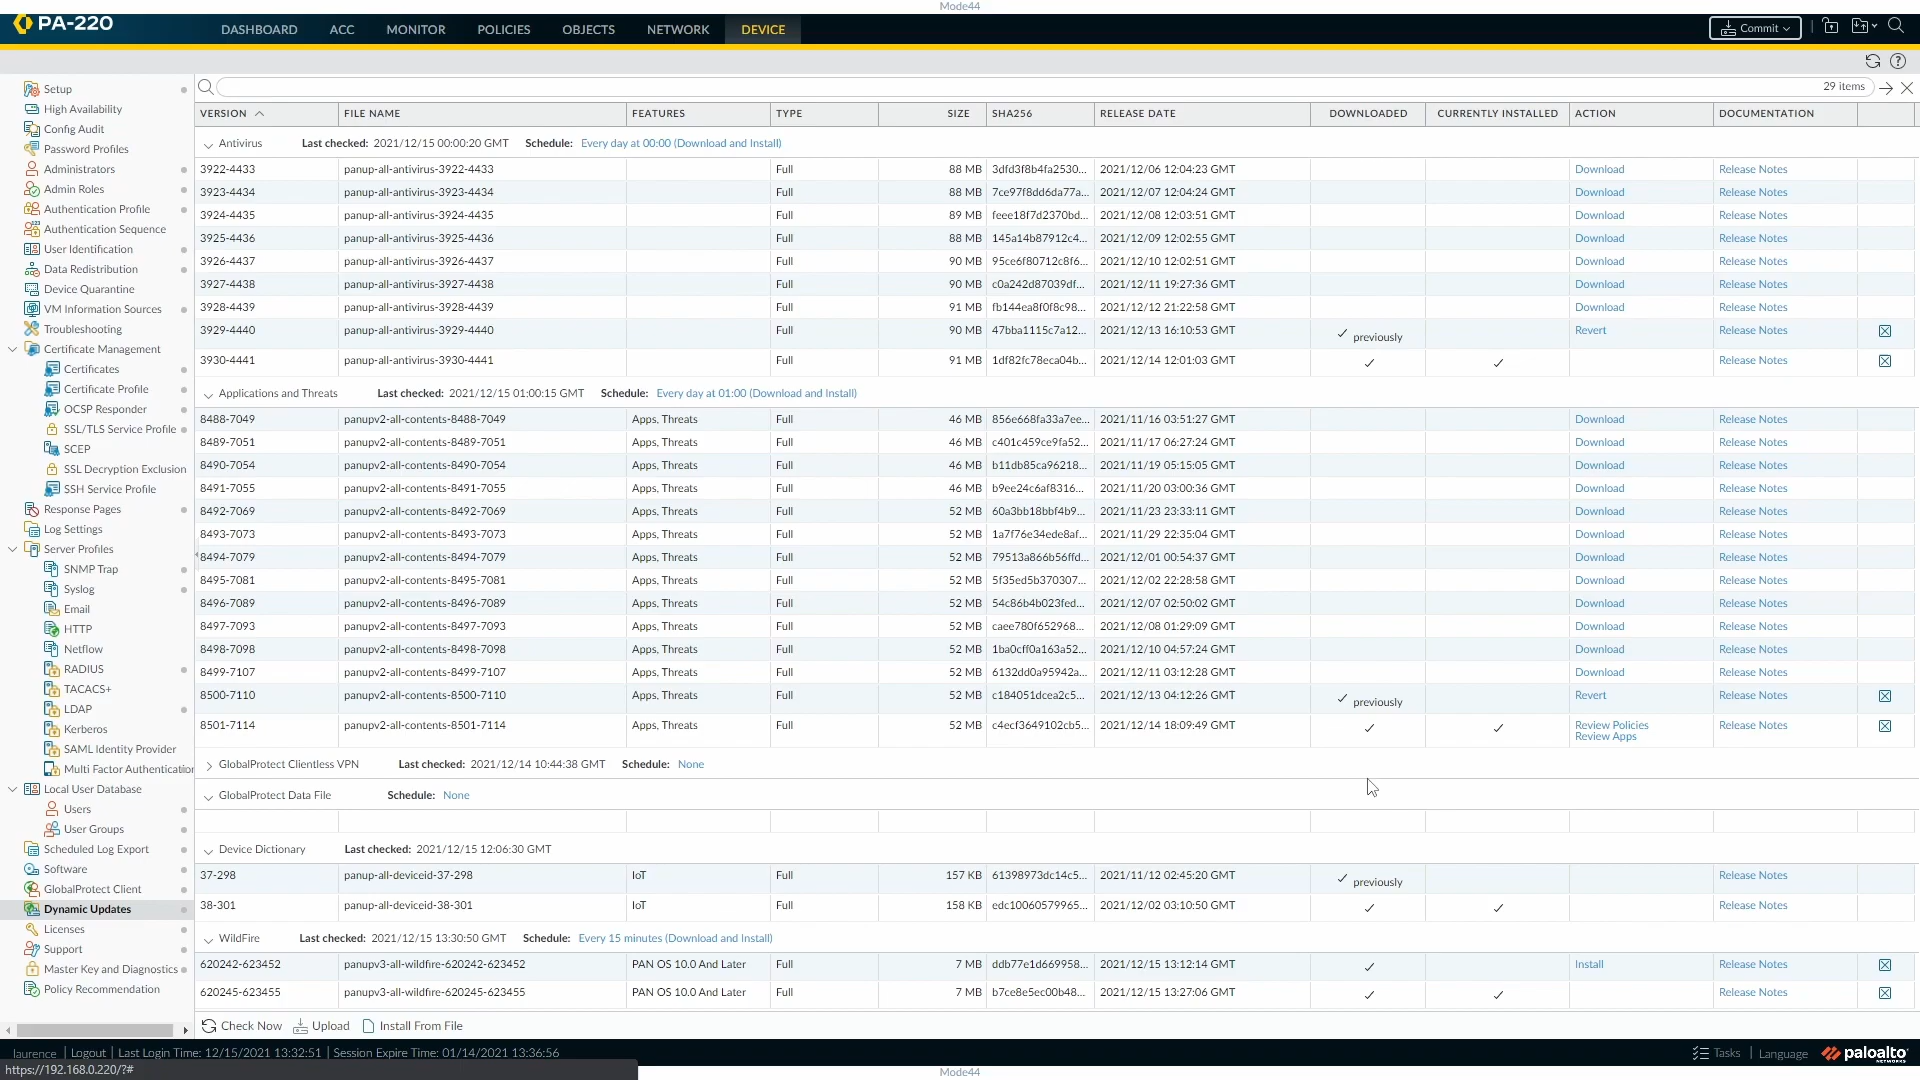 Mode44
PA-220
DASHBOARD ACC MONITOR POLICIES OBJECTS NETWORK DEVICE
Commit
Setup
High Availability
Config Audit
Password Profiles
Administrators
Admin Roles
Authentication Profile
Authentication Sequence
User Identification
Data Redistribution
Device Quarantine
VM Information Sources
Troubleshooting
Certificate Management
Certificates
Certificate Profile
OCSP Responder
SSL/TLS Service Profile
SCEP
SSL Decryption Exclusion
SSH Service Profile
Response Pages
Log Settings
Server Profiles
SNMP Trap
Syslog
Email
HTTP
Netflow
RADIUS
TACACS+
LDAP
Kerberos
SAML Identity Provider
Multi Factor Authentication
Local User Database
Users
User Groups
Scheduled Log Export
Software
GlobalProtect Client
Dynamic Updates
Licenses
Support
Master Key and Diagnostics
Policy Recommendation
29 items
VERSION FILE NAME FEATURES TYPE SIZE SHA256 RELEASE DATE DOWNLOADED CURRENTLY INSTALLED ACTION DOCUMENTATION
Antivirus Last checked: 2021/12/15 00:00:20 GMT Schedule: Every day at 00:00 (Download and Install)
3922-4433 panup-all-antivirus-3922-4433 Full 88 MB 3dfd3f8b4fa2530... 2021/12/06 12:04:23 GMT Download Release Notes
3923-4434 panup-all-antivirus-3923-4434 Full 88 MB 7ce97f8dd6da77a... 2021/12/07 12:04:24 GMT Download Release Notes
3924-4435 panup-all-antivirus-3924-4435 Full 89 MB feee18f7d2370bd... 2021/12/08 12:03:51 GMT Download Release Notes
3925-4436 panup-all-antivirus-3925-4436 Full 88 MB 145a14b87912c4... 2021/12/09 12:02:55 GMT Download Release Notes
3926-4437 panup-all-antivirus-3926-4437 Full 90 MB 95ce6f80712c8f6... 2021/12/10 12:02:51 GMT Download Release Notes
3927-4438 panup-all-antivirus-3927-4438 Full 90 MB c0a242d87039df... 2021/12/11 19:27:36 GMT Download Release Notes
3928-4439 panup-all-antivirus-3928-4439 Full 91 MB fb144ea8f0f8c98... 2021/12/12 21:22:58 GMT Download Release Notes
3929-4440 panup-all-antivirus-3929-4440 Full 90 MB 47bba1115c7a12... 2021/12/13 16:10:53 GMT ✓ previously Revert Release Notes
3930-4441 panup-all-antivirus-3930-4441 Full 91 MB 1df82fc78eca04b... 2021/12/14 12:01:03 GMT ✓ ✓ Release Notes
Applications and Threats Last checked: 2021/12/15 01:00:15 GMT Schedule: Every day at 01:00 (Download and Install)
8488-7049 panupv2-all-contents-8488-7049 Apps, Threats Full 46 MB 856e668fa33a7ee... 2021/11/16 03:51:27 GMT Download Release Notes
8489-7051 panupv2-all-contents-8489-7051 Apps, Threats Full 46 MB c401c459ce9fa52... 2021/11/17 06:27:24 GMT Download Release Notes
8490-7054 panupv2-all-contents-8490-7054 Apps, Threats Full 46 MB b11db85ca96218... 2021/11/19 05:15:05 GMT Download Release Notes
8491-7055 panupv2-all-contents-8491-7055 Apps, Threats Full 46 MB b9ee24c6af8316... 2021/11/20 03:00:36 GMT Download Release Notes
8492-7069 panupv2-all-contents-8492-7069 Apps, Threats Full 52 MB 60a3bb18bbf4b9... 2021/11/23 23:33:11 GMT Download Release Notes
8493-7073 panupv2-all-contents-8493-7073 Apps, Threats Full 52 MB 1a7f76e34ede8af... 2021/11/29 22:35:04 GMT Download Release Notes
8494-7079 panupv2-all-contents-8494-7079 Apps, Threats Full 52 MB 79513a866b56ffd... 2021/12/01 00:54:37 GMT Download Release Notes
8495-7081 panupv2-all-contents-8495-7081 Apps, Threats Full 52 MB 5f35ed5b370307... 2021/12/02 22:28:58 GMT Download Release Notes
8496-7089 panupv2-all-contents-8496-7089 Apps, Threats Full 52 MB 54c86b4b023fed... 2021/12/07 02:50:02 GMT Download Release Notes
8497-7093 panupv2-all-contents-8497-7093 Apps, Threats Full 52 MB caee780f652968... 2021/12/08 01:29:09 GMT Download Release Notes
8498-7098 panupv2-all-contents-8498-7098 Apps, Threats Full 52 MB 1ba0cff0a163a52... 2021/12/10 04:57:24 GMT Download Release Notes
8499-7107 panupv2-all-contents-8499-7107 Apps, Threats Full 52 MB 6132dd0a95942a... 2021/12/11 03:12:28 GMT Download Release Notes
8500-7110 panupv2-all-contents-8500-7110 Apps, Threats Full 52 MB c184051dcea2c5... 2021/12/13 04:12:26 GMT ✓ previously Revert Release Notes
8501-7114 panupv2-all-contents-8501-7114 Apps, Threats Full 52 MB c4ecf3649102cb5... 2021/12/14 18:09:49 GMT ✓ ✓ Review Policies Release Notes
Review Apps
GlobalProtect Clientless VPN Last checked: 2021/12/14 10:44:38 GMT Schedule: None
GlobalProtect Data File Schedule: None
Device Dictionary Last checked: 2021/12/15 12:06:30 GMT
37-298 panup-all-deviceid-37-298 IoT Full 157 KB 61398973dc14c5... 2021/11/12 02:45:20 GMT ✓ previously Release Notes
38-301 panup-all-deviceid-38-301 IoT Full 158 KB edc10060579965... 2021/12/02 03:10:50 GMT ✓ ✓ Release Notes
WildFire Last checked: 2021/12/15 13:30:50 GMT Schedule: Every 15 minutes (Download and Install)
620242-623452 panupv3-all-wildfire-620242-623452 PAN OS 10.0 And Later Full 7 MB ddb77e1d669958... 2021/12/15 13:12:14 GMT ✓ Install Release Notes
620245-623455 panupv3-all-wildfire-620245-623455 PAN OS 10.0 And Later Full 7 MB b7ce8e5ec00b48... 2021/12/15 13:27:06 GMT ✓ ✓ Release Notes
Check Now Upload Install From File
laurence | Logout | Last Login Time: 12/15/2021 13:32:51 | Session Expire Time: 01/14/2021 13:36:56
Tasks | Language paloalto NETWORKS
https://192.168.0.220/?#
Mode44